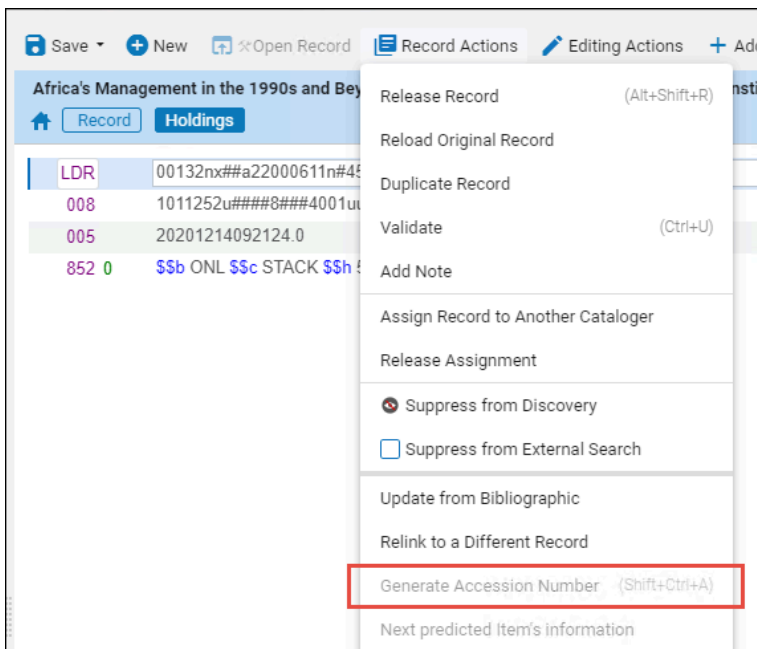 Save New Open Record Record Actions Editing Actions
Africa's Management in the 1990s and
Record Holdings
LDR 00132nx##a22000611n#45
008 1011252u####8###4001u
005 20201214092124.0
852 0 $$b ONL $$c STACK $$h
Release Record (Alt+Shift+R)
Reload Original Record
Duplicate Record
Validate (Ctrl+U)
Add Note
Assign Record to Another Cataloger
Release Assignment
Suppress from Discovery
Suppress from External Search
Update from Bibliographic
Relink to a Different Record
Generate Accession Number (Shift+Ctrl+A)
Next predicted Item's information